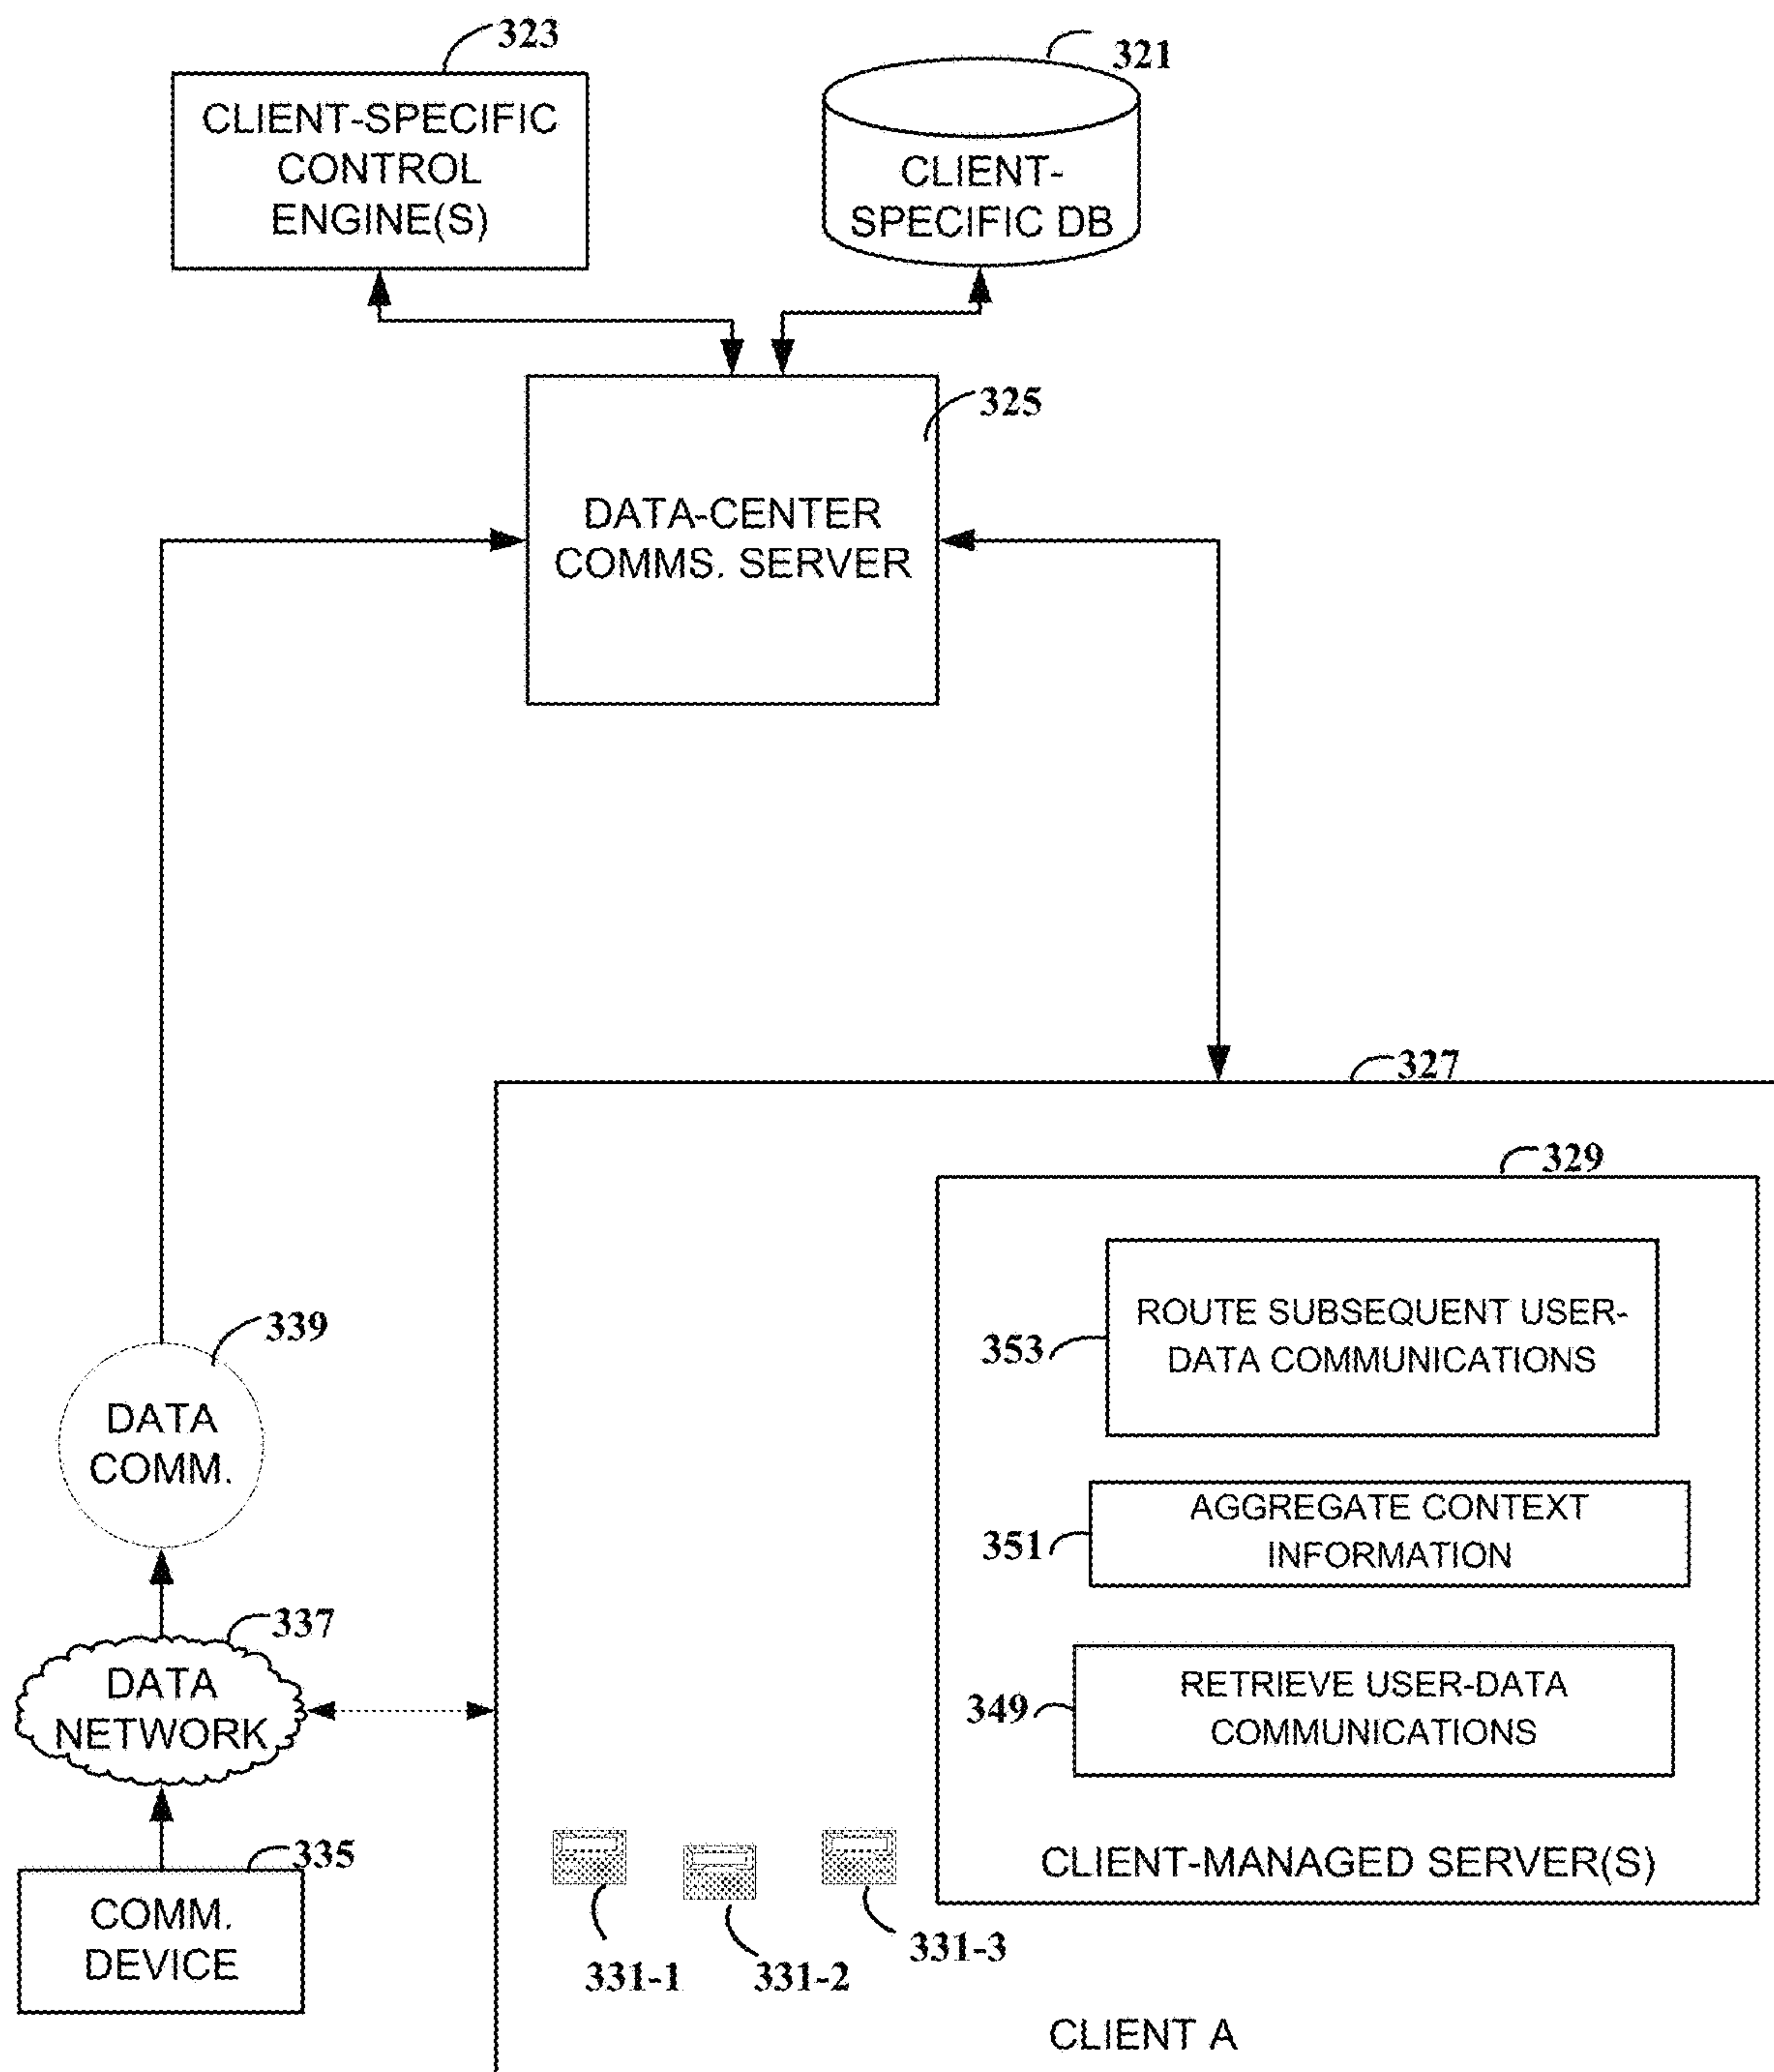 323
CLIENT-SPECIFIC
CONTROL
ENGINE(S)
321
CLIENT-
SPECIFIC DB
325
DATA-CENTER
COMMS. SERVER
327
329
ROUTE SUBSEQUENT USER-
DATA COMMUNICATIONS
353
339
DATA
COMM.
AGGREGATE CONTEXT
INFORMATION
351
337
DATA
NETWORK
RETRIEVE USER-DATA
COMMUNICATIONS
349
335
COMM.
DEVICE
CLIENT-MANAGED SERVER(S)
331-1
331-2
331-3
CLIENT A